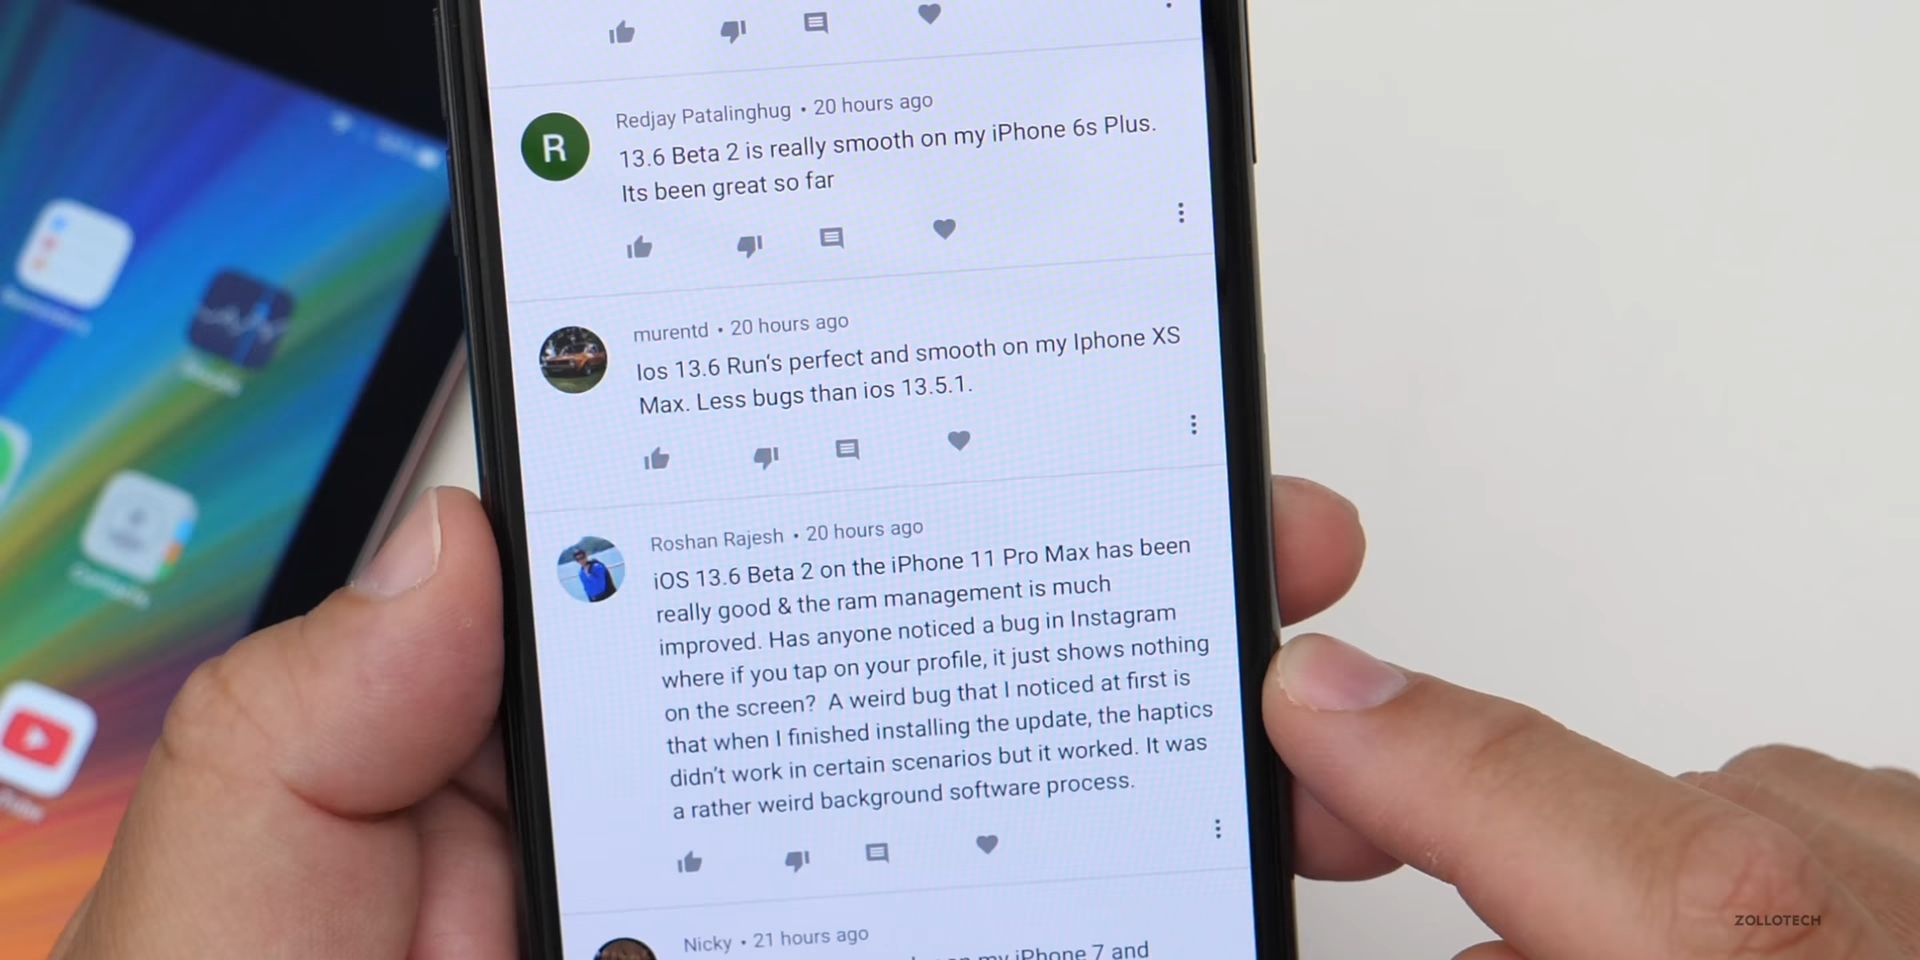 Redjay Patalinghug • 20 hours ago
R
13.6 Beta 2 is really smooth on my iPhone 6s Plus.
Its been great so far
murentd • 20 hours ago
Ios 13.6 Run's perfect and smooth on my Iphone XS
Max. Less bugs than ios 13.5.1.
Roshan Rajesh • 20 hours ago
iOS 13.6 Beta 2 on the iPhone 11 Pro Max has been
really good & the ram management is much
improved. Has anyone noticed a bug in Instagram
where if you tap on your profile, it just shows nothing
on the screen?  A weird bug that I noticed at first is
that when I finished installing the update, the haptics
didn't work in certain scenarios but it worked. It was
a rather weird background software process.
Nicky • 21 hours ago
my iPhone 7 and
ZOLLOTECH